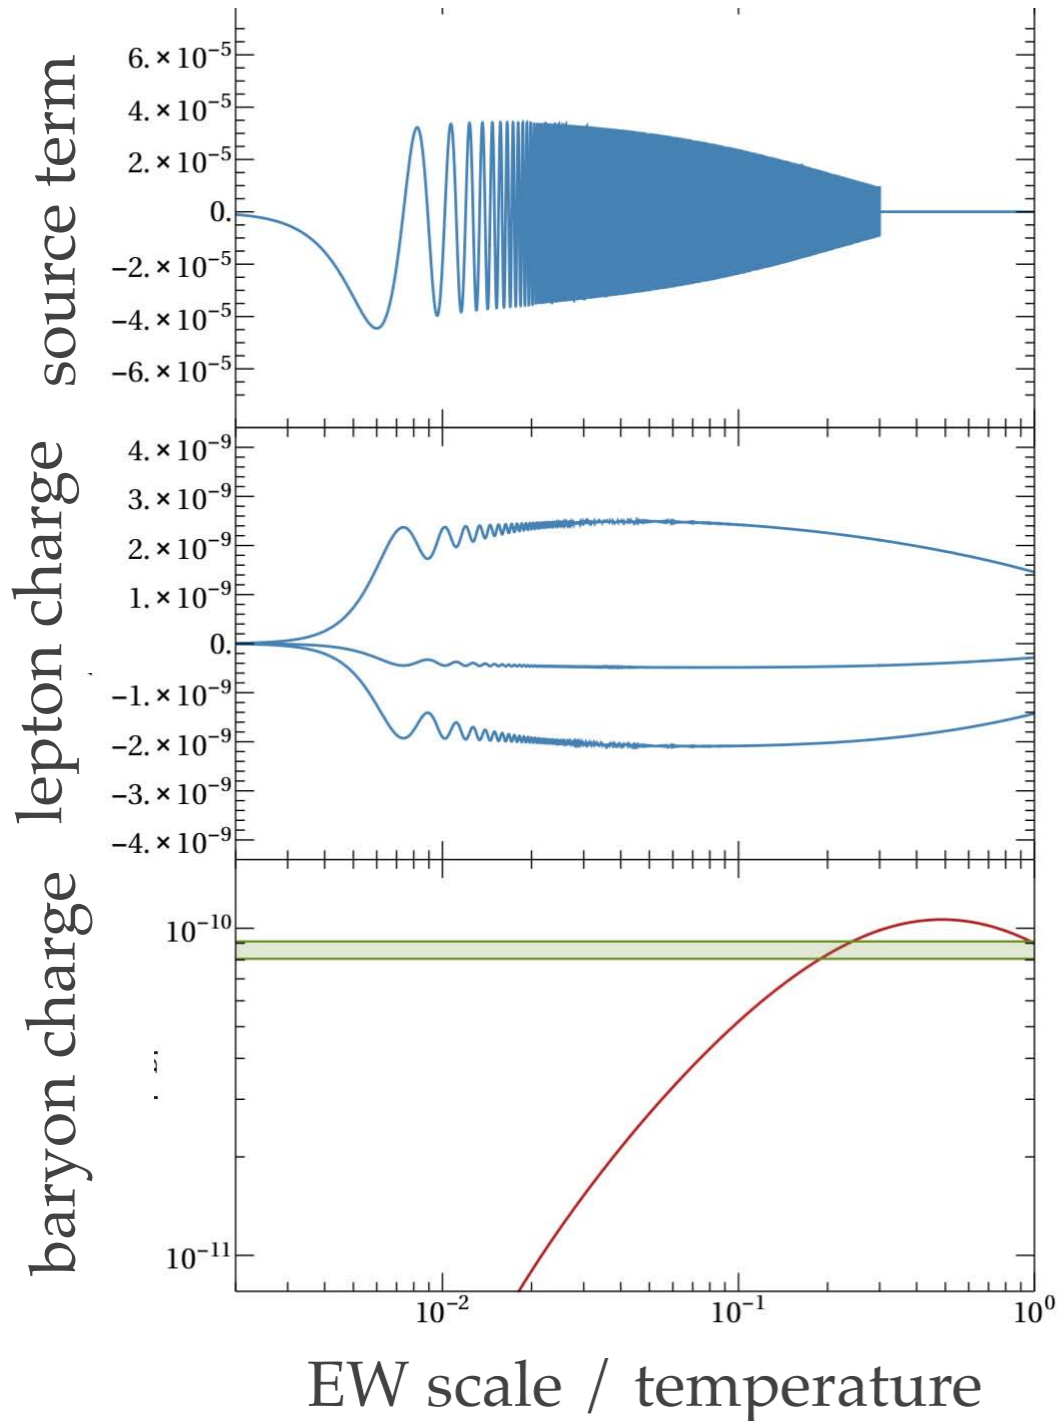 source term
6. × 10⁻⁵
4. × 10⁻⁵
2. × 10⁻⁵
0.
−2. × 10⁻⁵
−4. × 10⁻⁵
−6. × 10⁻⁵
lepton charge
4. × 10⁻⁹
3. × 10⁻⁹
2. × 10⁻⁹
1. × 10⁻⁹
0.
−1. × 10⁻⁹
−2. × 10⁻⁹
−3. × 10⁻⁹
−4. × 10⁻⁹
baryon charge
10⁻¹⁰
10⁻¹¹
10⁻² 10⁻¹ 10⁰
EW scale / temperature